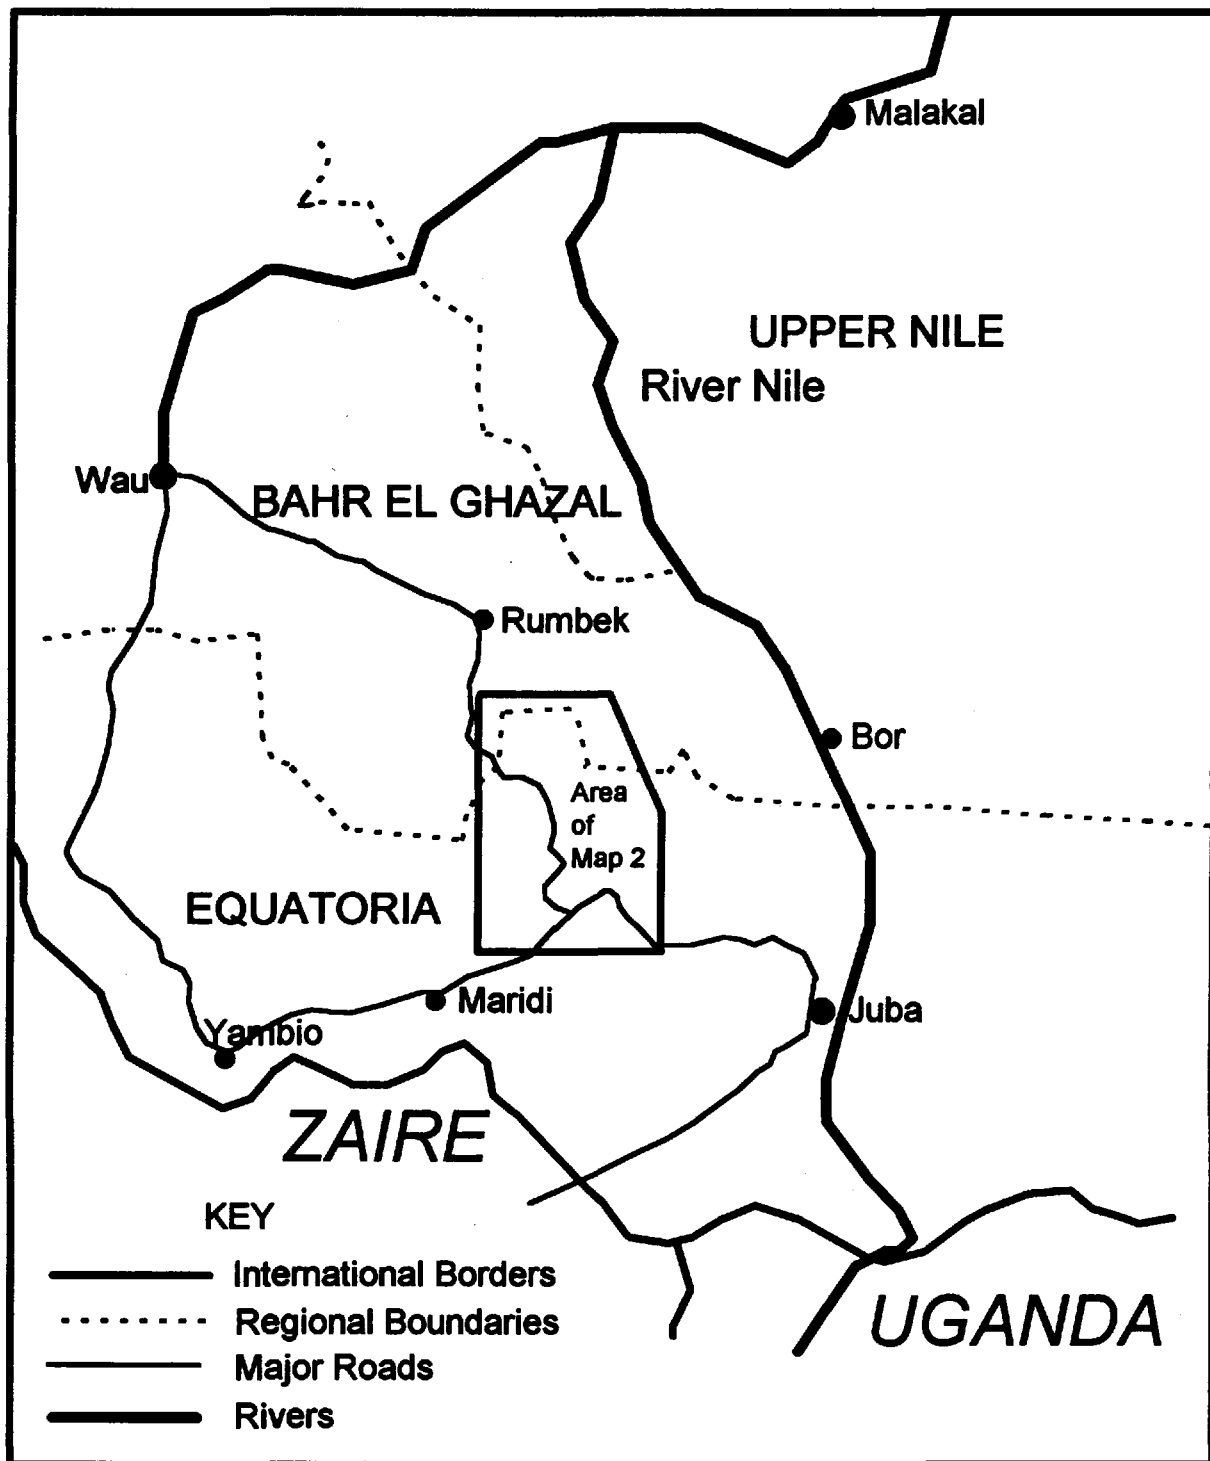 Malakal
UPPER NILE
River Nile
Wau
BAHR EL GHAZAL
Rumbek
Bor
Area
of
Map 2
EQUATORIA
Maridi
Juba
Yambio
ZAIRE
KEY
International Borders
UGANDA
Regional Boundaries
Major Roads
Rivers